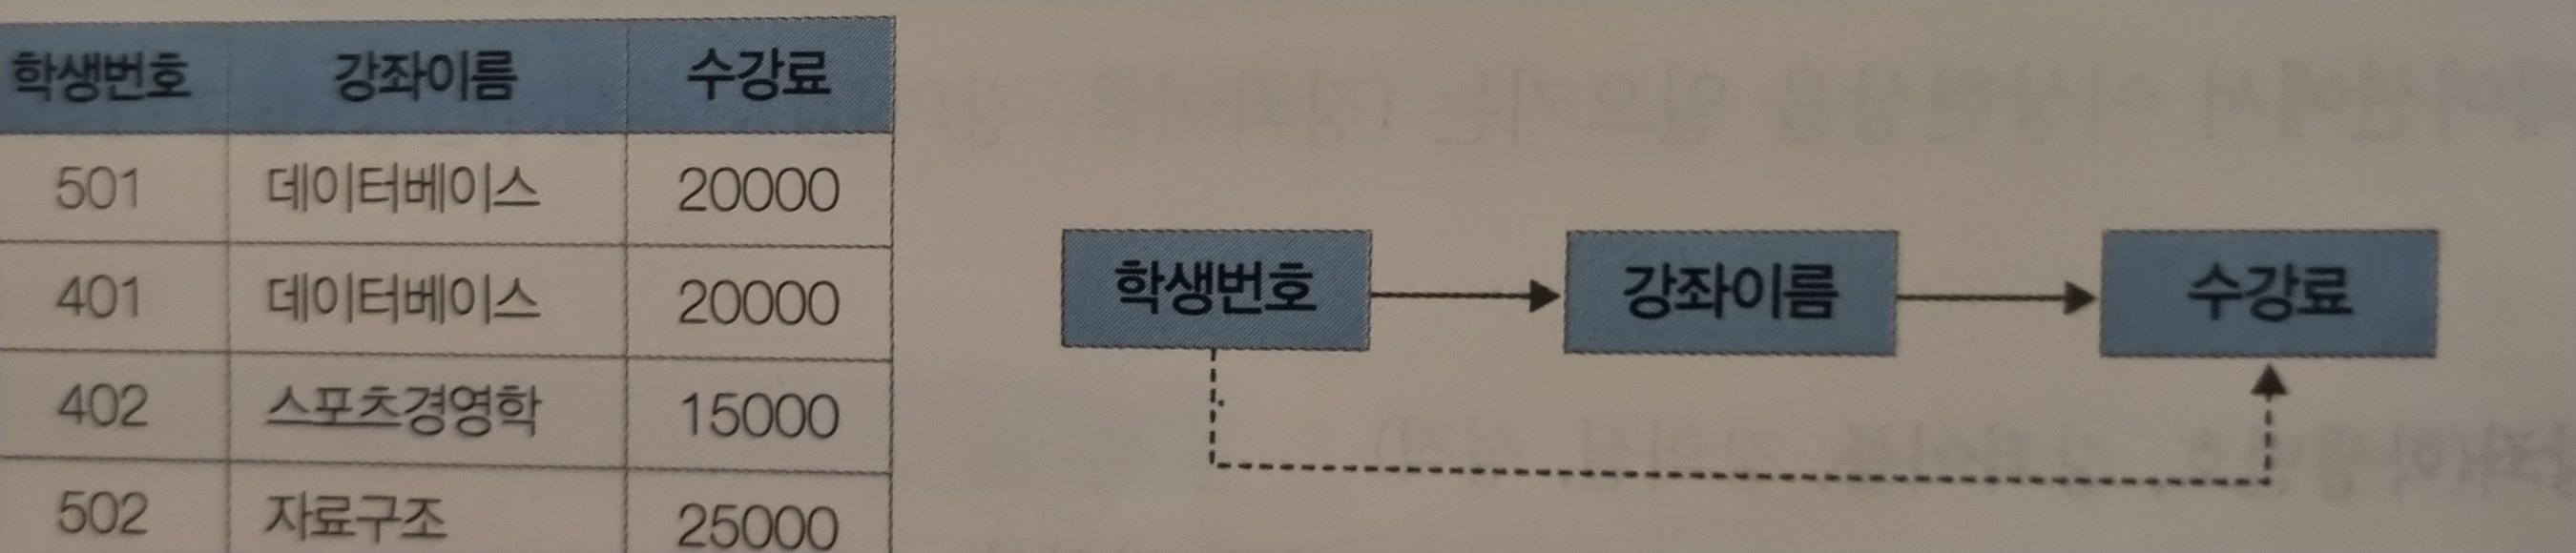 학생번호 강좌이름 수강료
501 데이터베이스 20000
401 데이터베이스 20000
402 스포츠경영학 15000
502 자료구조 25000
학생번호 강좌이름 수강료